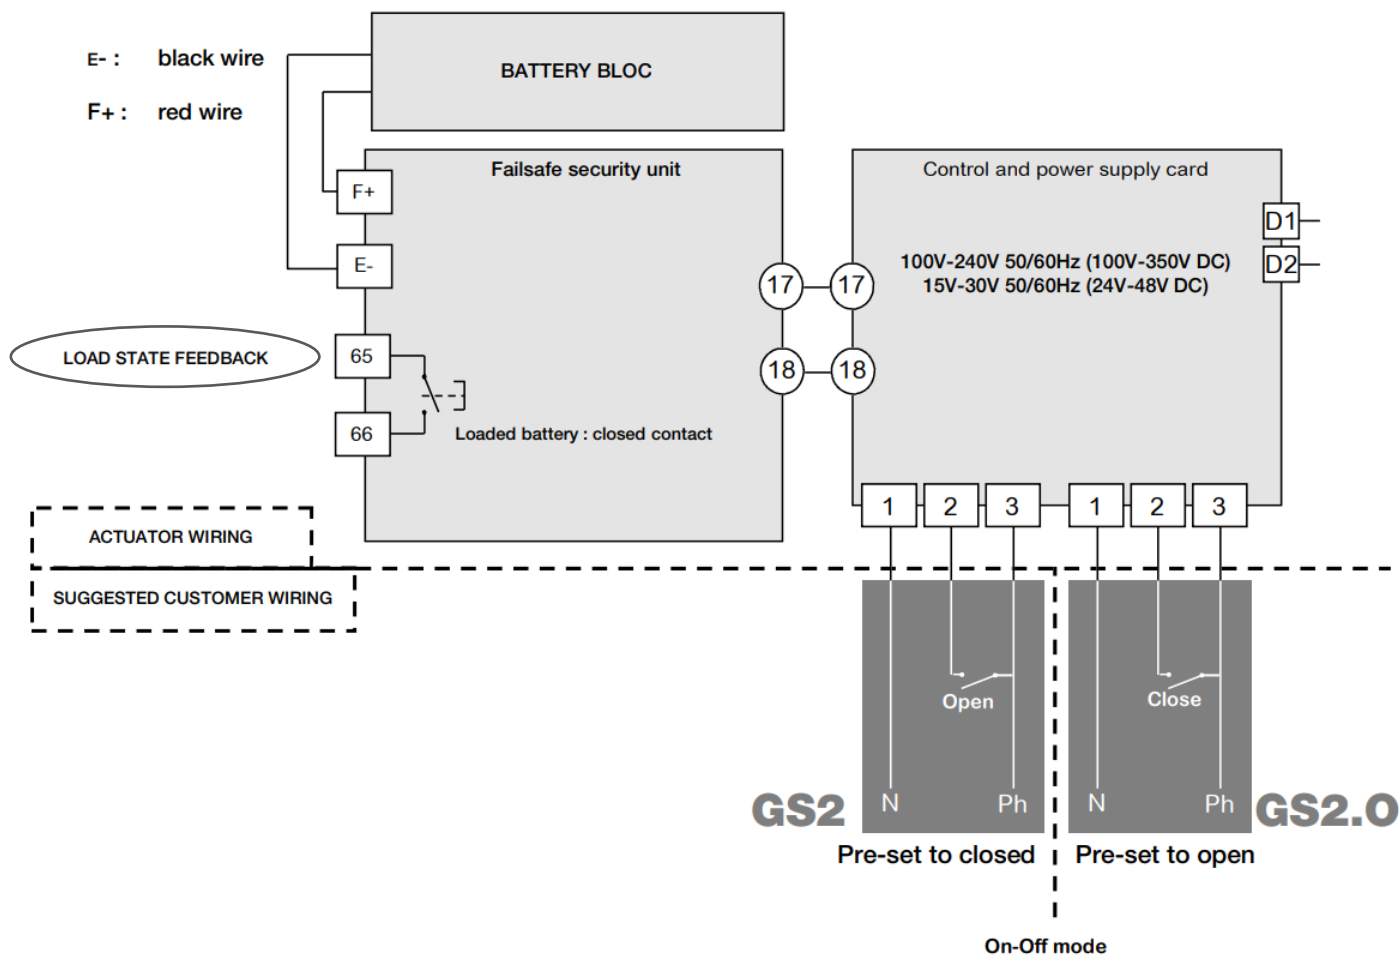 E- : black wire
F+ : red wire
BATTERY BLOC
Failsafe security unit
F+
E-
LOAD STATE FEEDBACK
65
66
Loaded battery : closed contact
17
18
Control and power supply card
D1
D2
100V-240V 50/60Hz (100V-350V DC)
15V-30V 50/60Hz (24V-48V DC)
17
18
1 2 3 1 2 3
ACTUATOR WIRING
SUGGESTED CUSTOMER WIRING
Open
N Ph
GS2
Pre-set to closed
Close
N Ph
GS2.O
Pre-set to open
On-Off mode